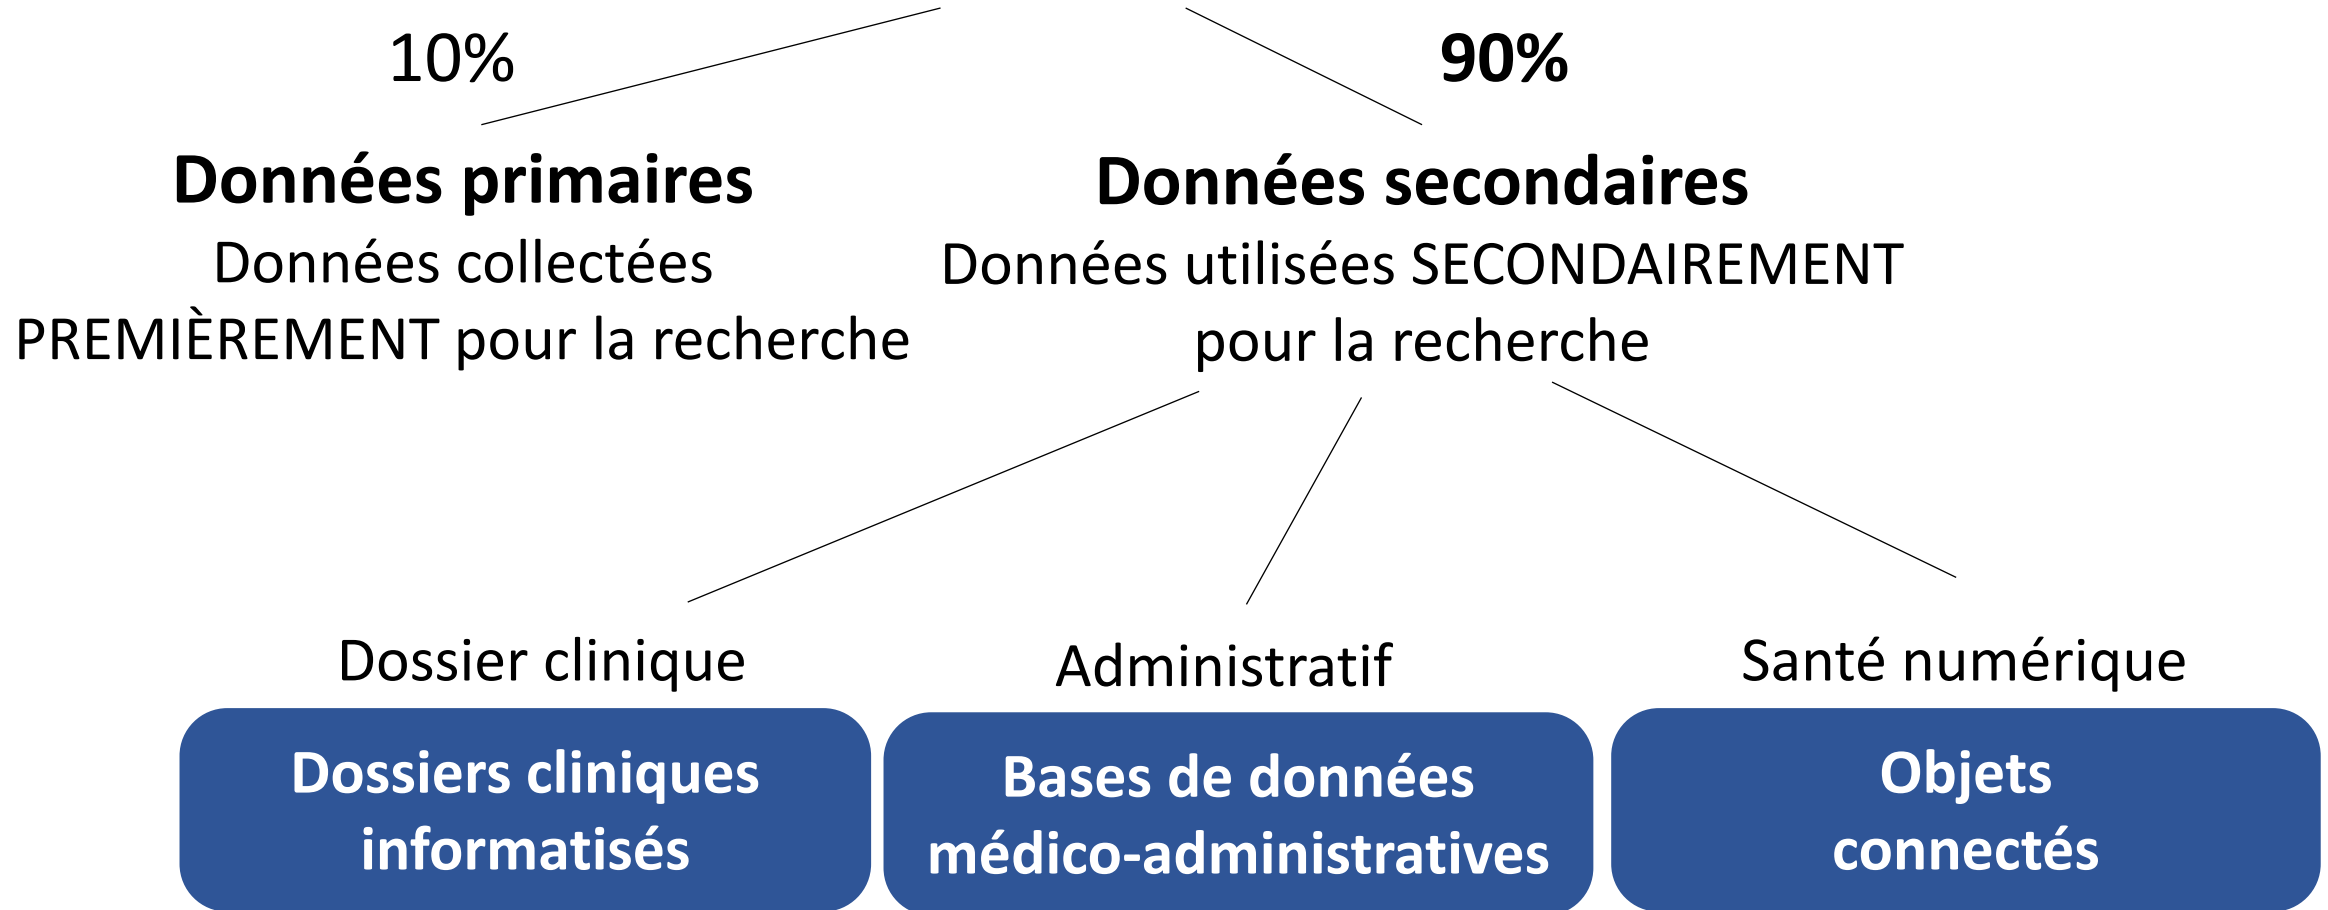 10%
90%
Données primaires
Données collectées
PREMIÈREMENT pour la recherche
Données secondaires
Données utilisées SECONDAIREMENT
pour la recherche
Dossier clinique
Dossiers cliniques
informatisés
Administratif
Bases de données
médico-administratives
Santé numérique
Objets
connectés